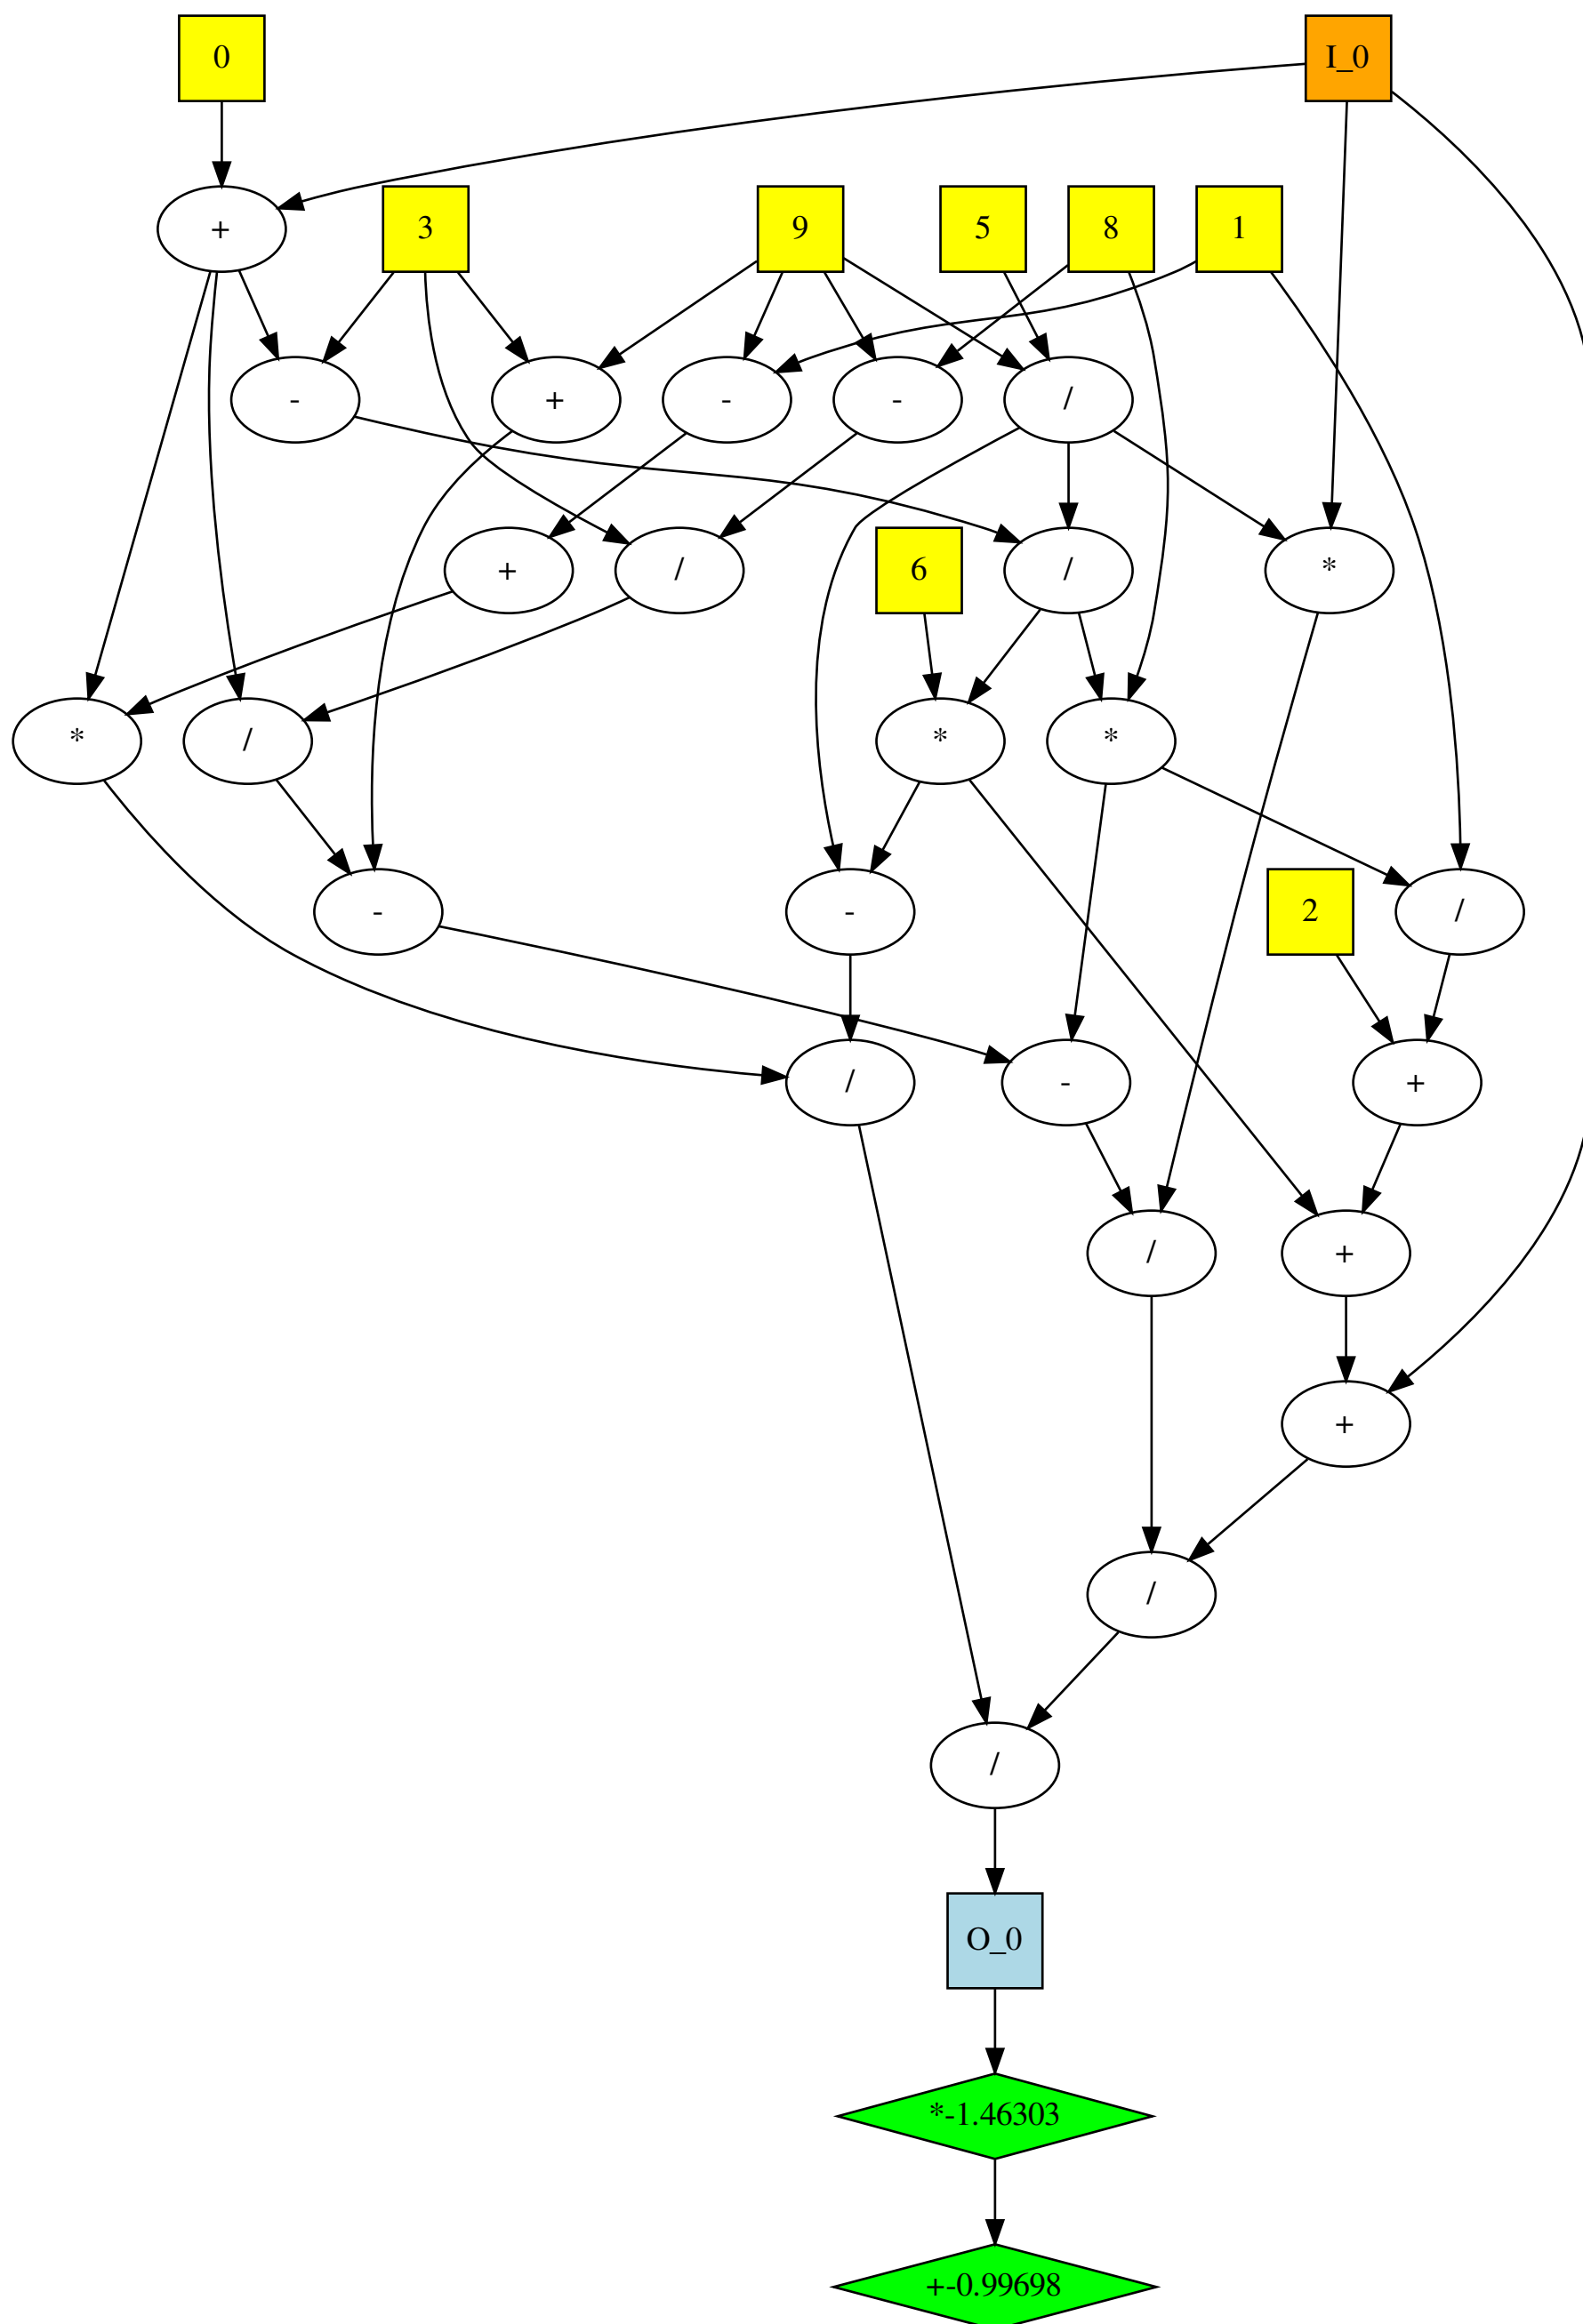 0 I_0
+ 3 9 5 8 1
- + - - /
+ / 6 / *
* / * * 
- - 2 /
/ - +
/ +
+
/
/
O_0
*-1.46303
+-0.99698